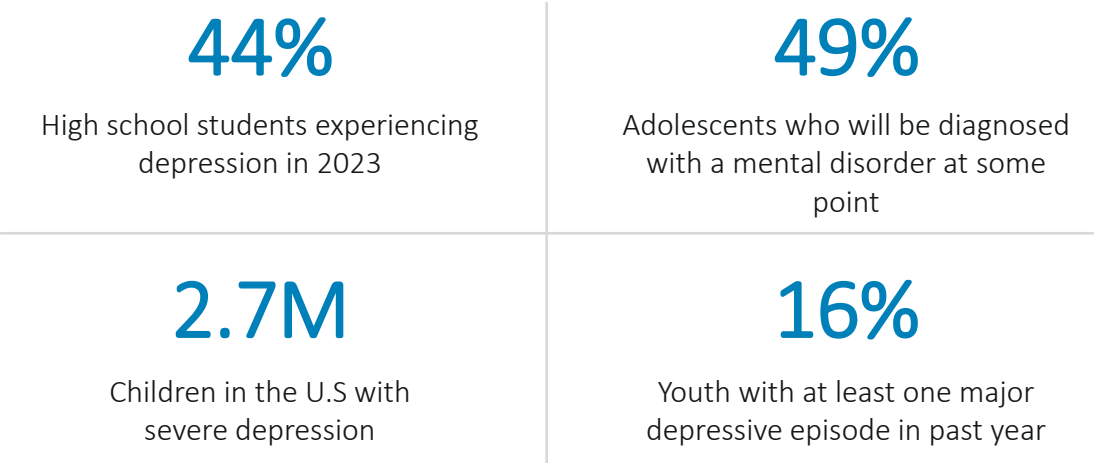 44%
High school students experiencing
depression in 2023
49%
Adolescents who will be diagnosed
with a mental disorder at some
point
2.7M
Children in the U.S with
severe depression
16%
Youth with at least one major
depressive episode in past year